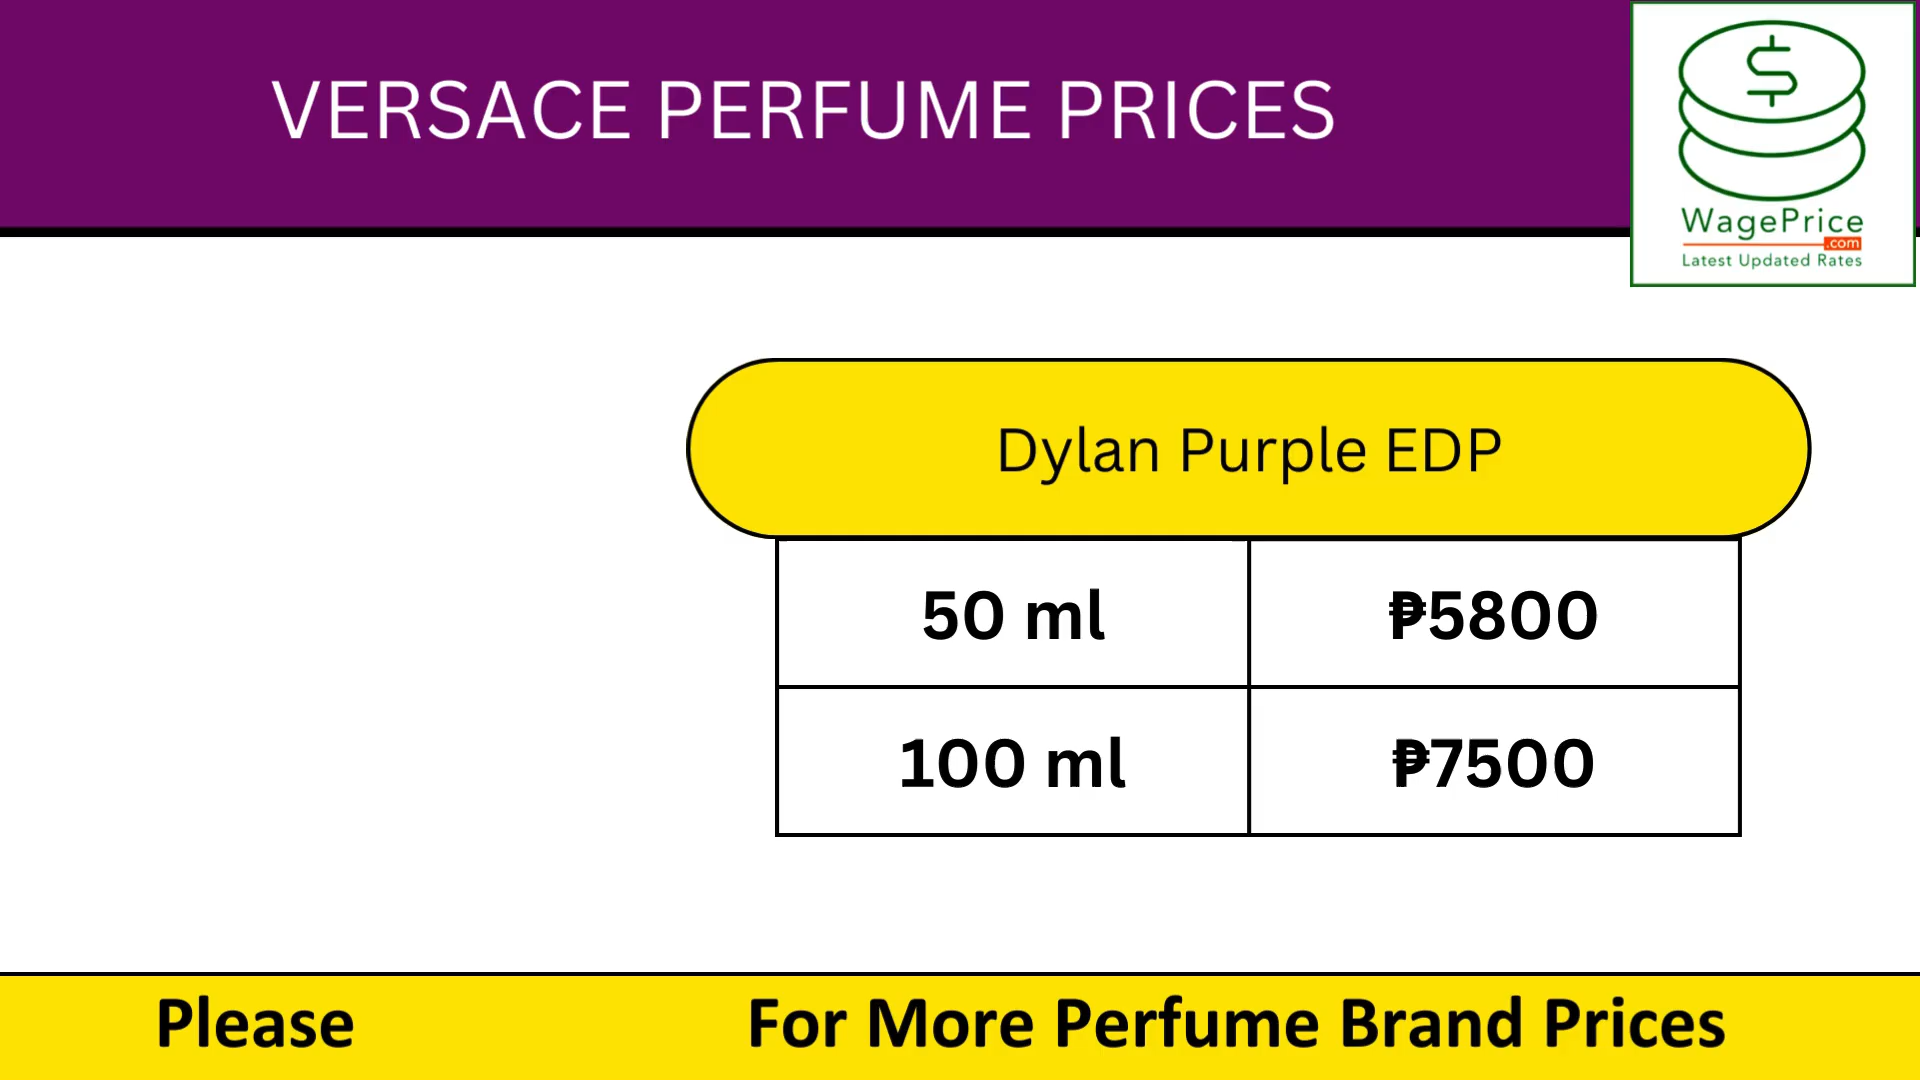 VERSACE PERFUME PRICES
$
WagePrice
.com
Latest Updated Rates
Dylan Purple EDP
50 ml ₱5800
100 ml ₱7500
Please For More Perfume Brand Prices